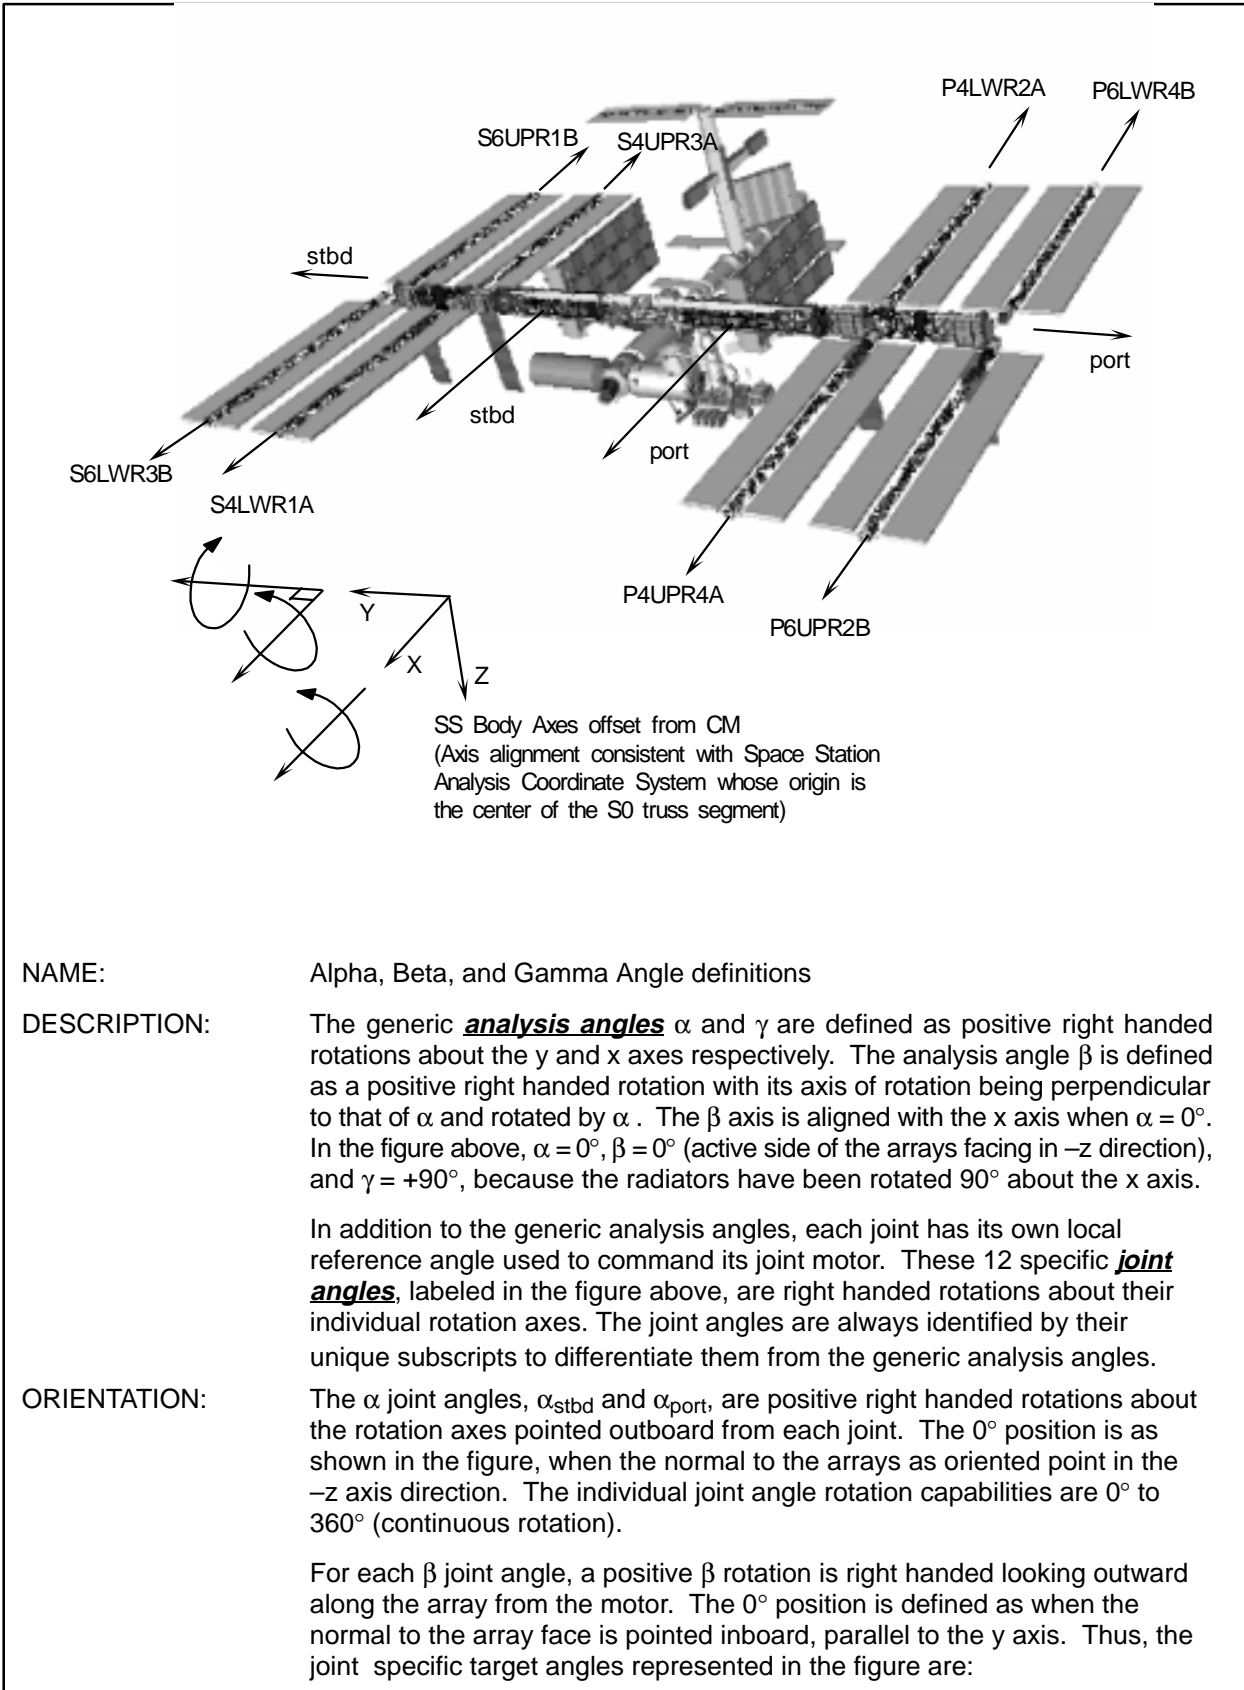 P4LWR2A
P6LWR4B
S6UPR1B
S4UPR3A
stbd
port
stbd
port
S6LWR3B
S4LWR1A
P4UPR4A
P6UPR2B
Y
X
Z
SS Body Axes offset from CM
(Axis alignment consistent with Space Station
Analysis Coordinate System whose origin is
the center of the S0 truss segment)
NAME: Alpha, Beta, and Gamma Angle definitions
DESCRIPTION: The generic analysis angles α and γ are defined as positive right handed
rotations about the y and x axes respectively. The analysis angle β is defined
as a positive right handed rotation with its axis of rotation being perpendicular
to that of α and rotated by α . The β axis is aligned with the x axis when α = 0°.
In the figure above, α = 0°, β = 0° (active side of the arrays facing in –z direction),
and γ = +90°, because the radiators have been rotated 90° about the x axis.
In addition to the generic analysis angles, each joint has its own local
reference angle used to command its joint motor. These 12 specific joint
angles, labeled in the figure above, are right handed rotations about their
individual rotation axes. The joint angles are always identified by their
unique subscripts to differentiate them from the generic analysis angles.
ORIENTATION: The α joint angles, αstbd and αport, are positive right handed rotations about
the rotation axes pointed outboard from each joint. The 0° position is as
shown in the figure, when the normal to the arrays as oriented point in the
–z axis direction. The individual joint angle rotation capabilities are 0° to
360° (continuous rotation).
For each β joint angle, a positive β rotation is right handed looking outward
along the array from the motor. The 0° position is defined as when the
normal to the array face is pointed inboard, parallel to the y axis. Thus, the
joint specific target angles represented in the figure are: